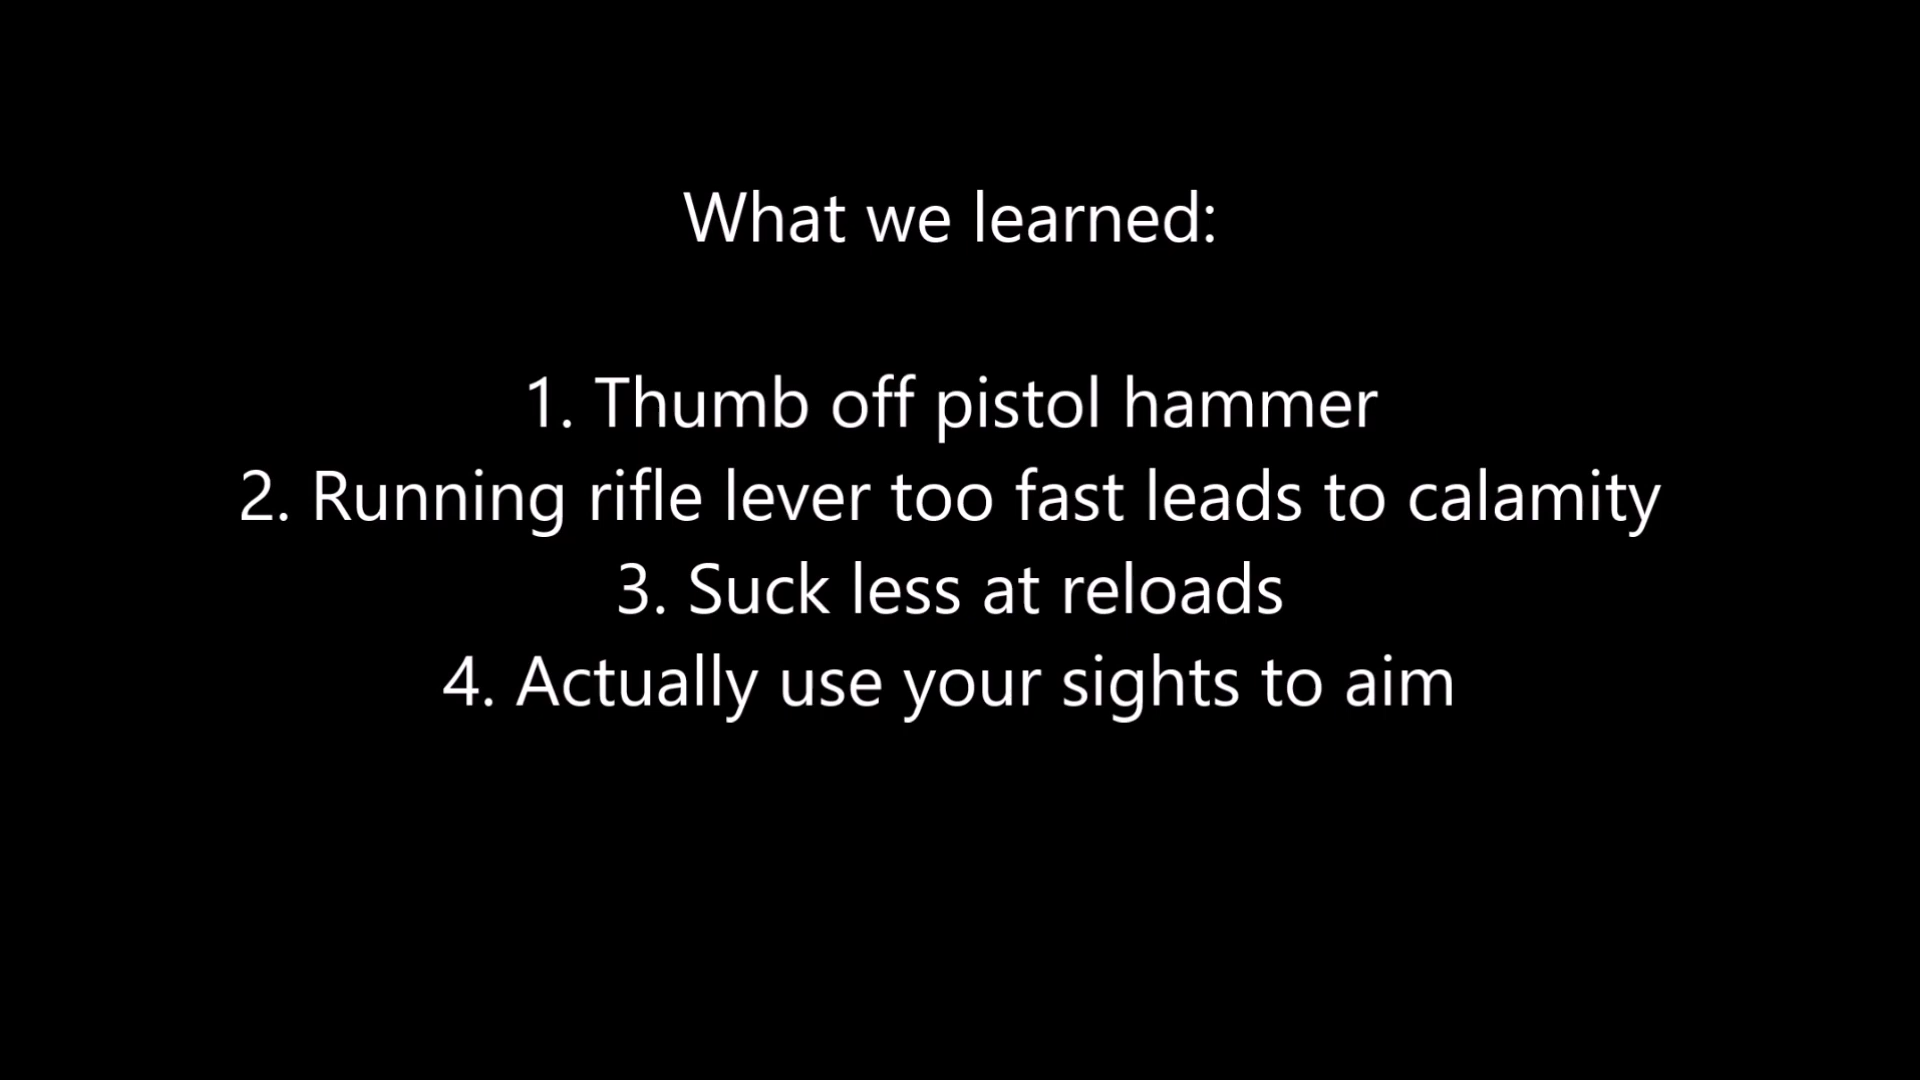 What we learned:
1. Thumb off pistol hammer
2. Running rifle lever too fast leads to calamity
3. Suck less at reloads
4. Actually use your sights to aim